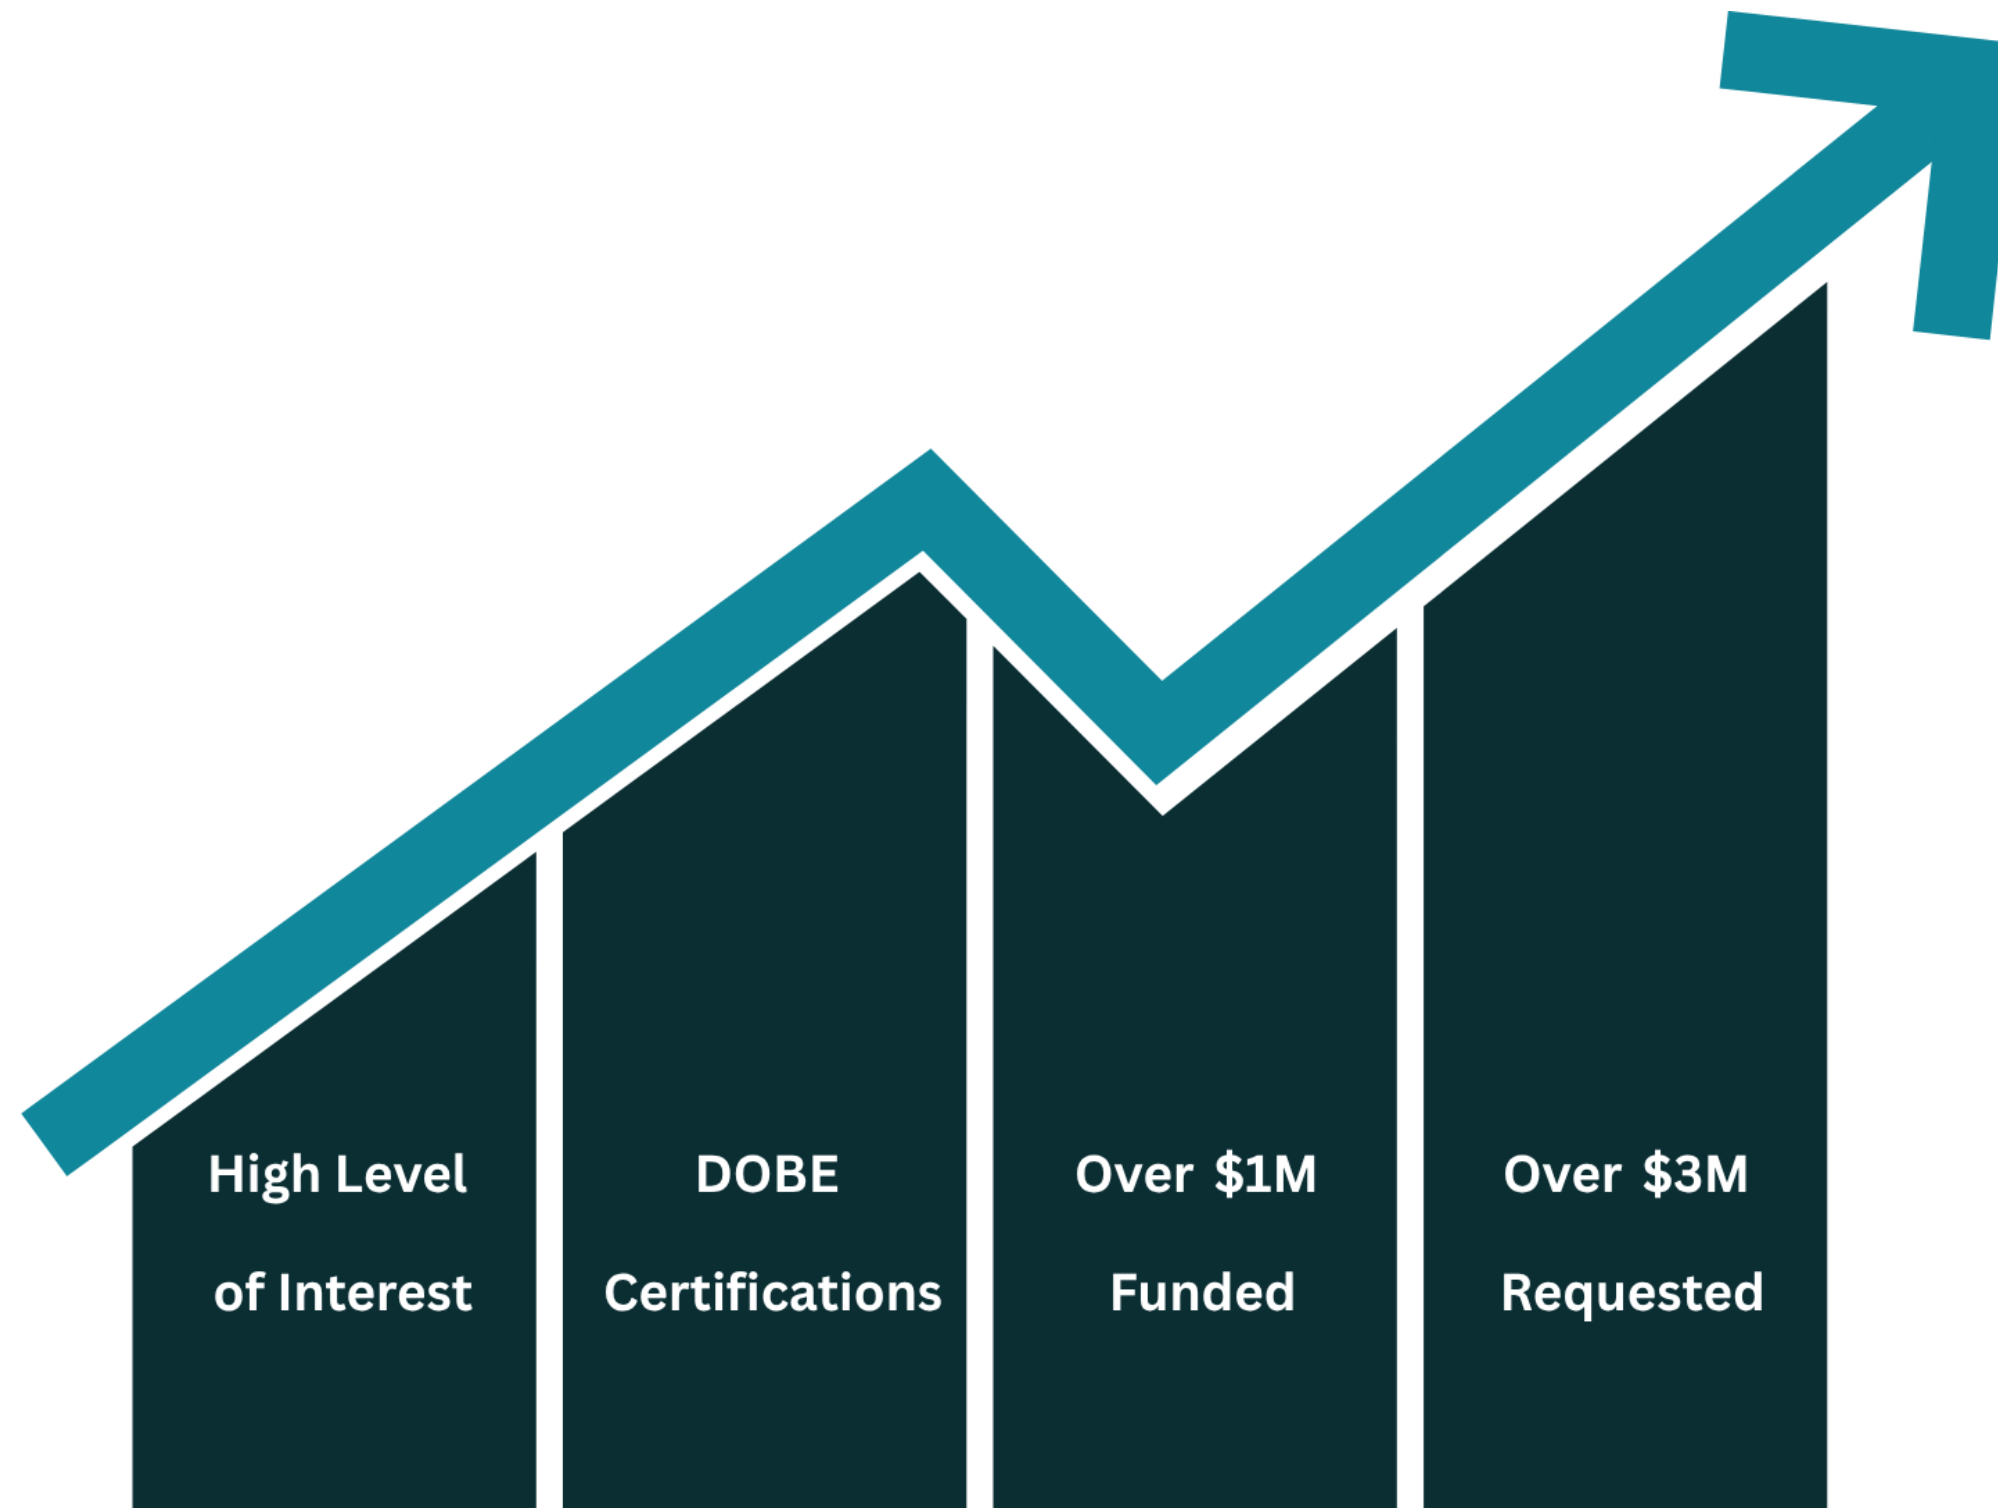 High Level
of Interest
DOBE
Certifications
Over $1M
Funded
Over $3M
Requested